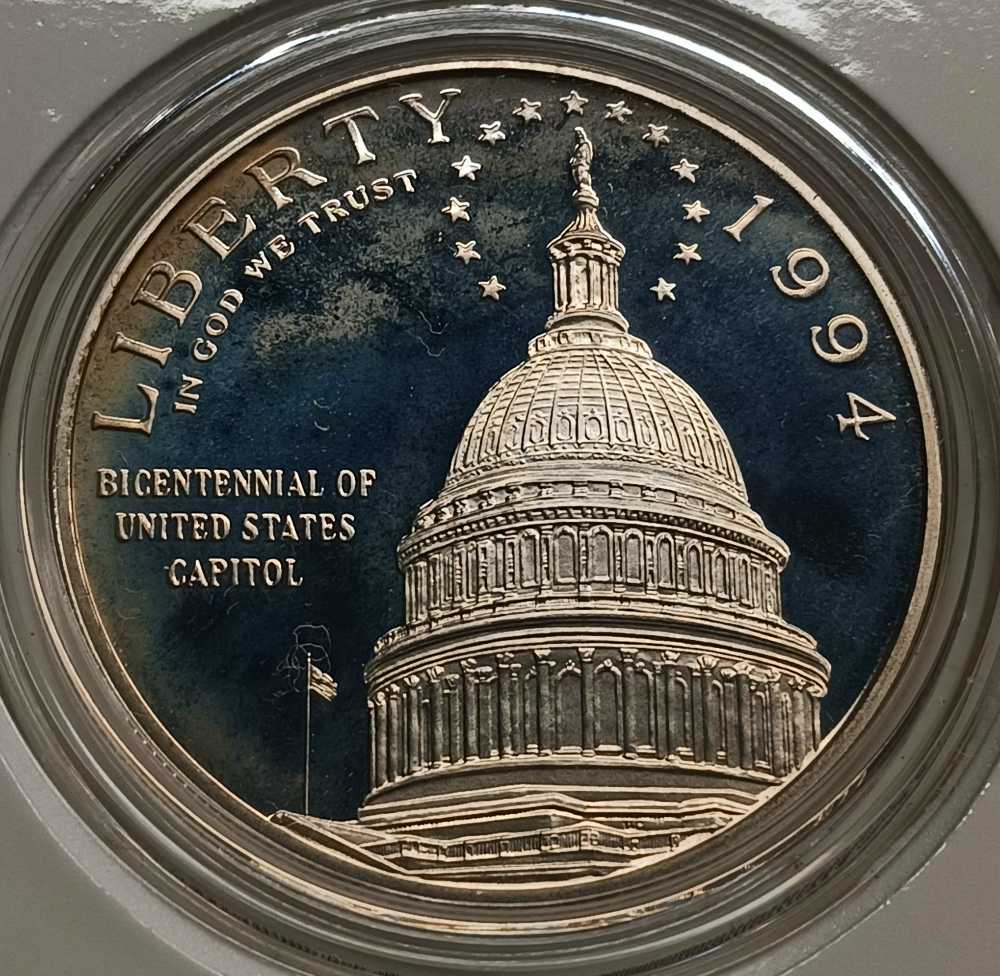 LIBERTY
IN GOD WE TRUST
1994
BICENTENNIAL OF
UNITED STATES
CAPITOL